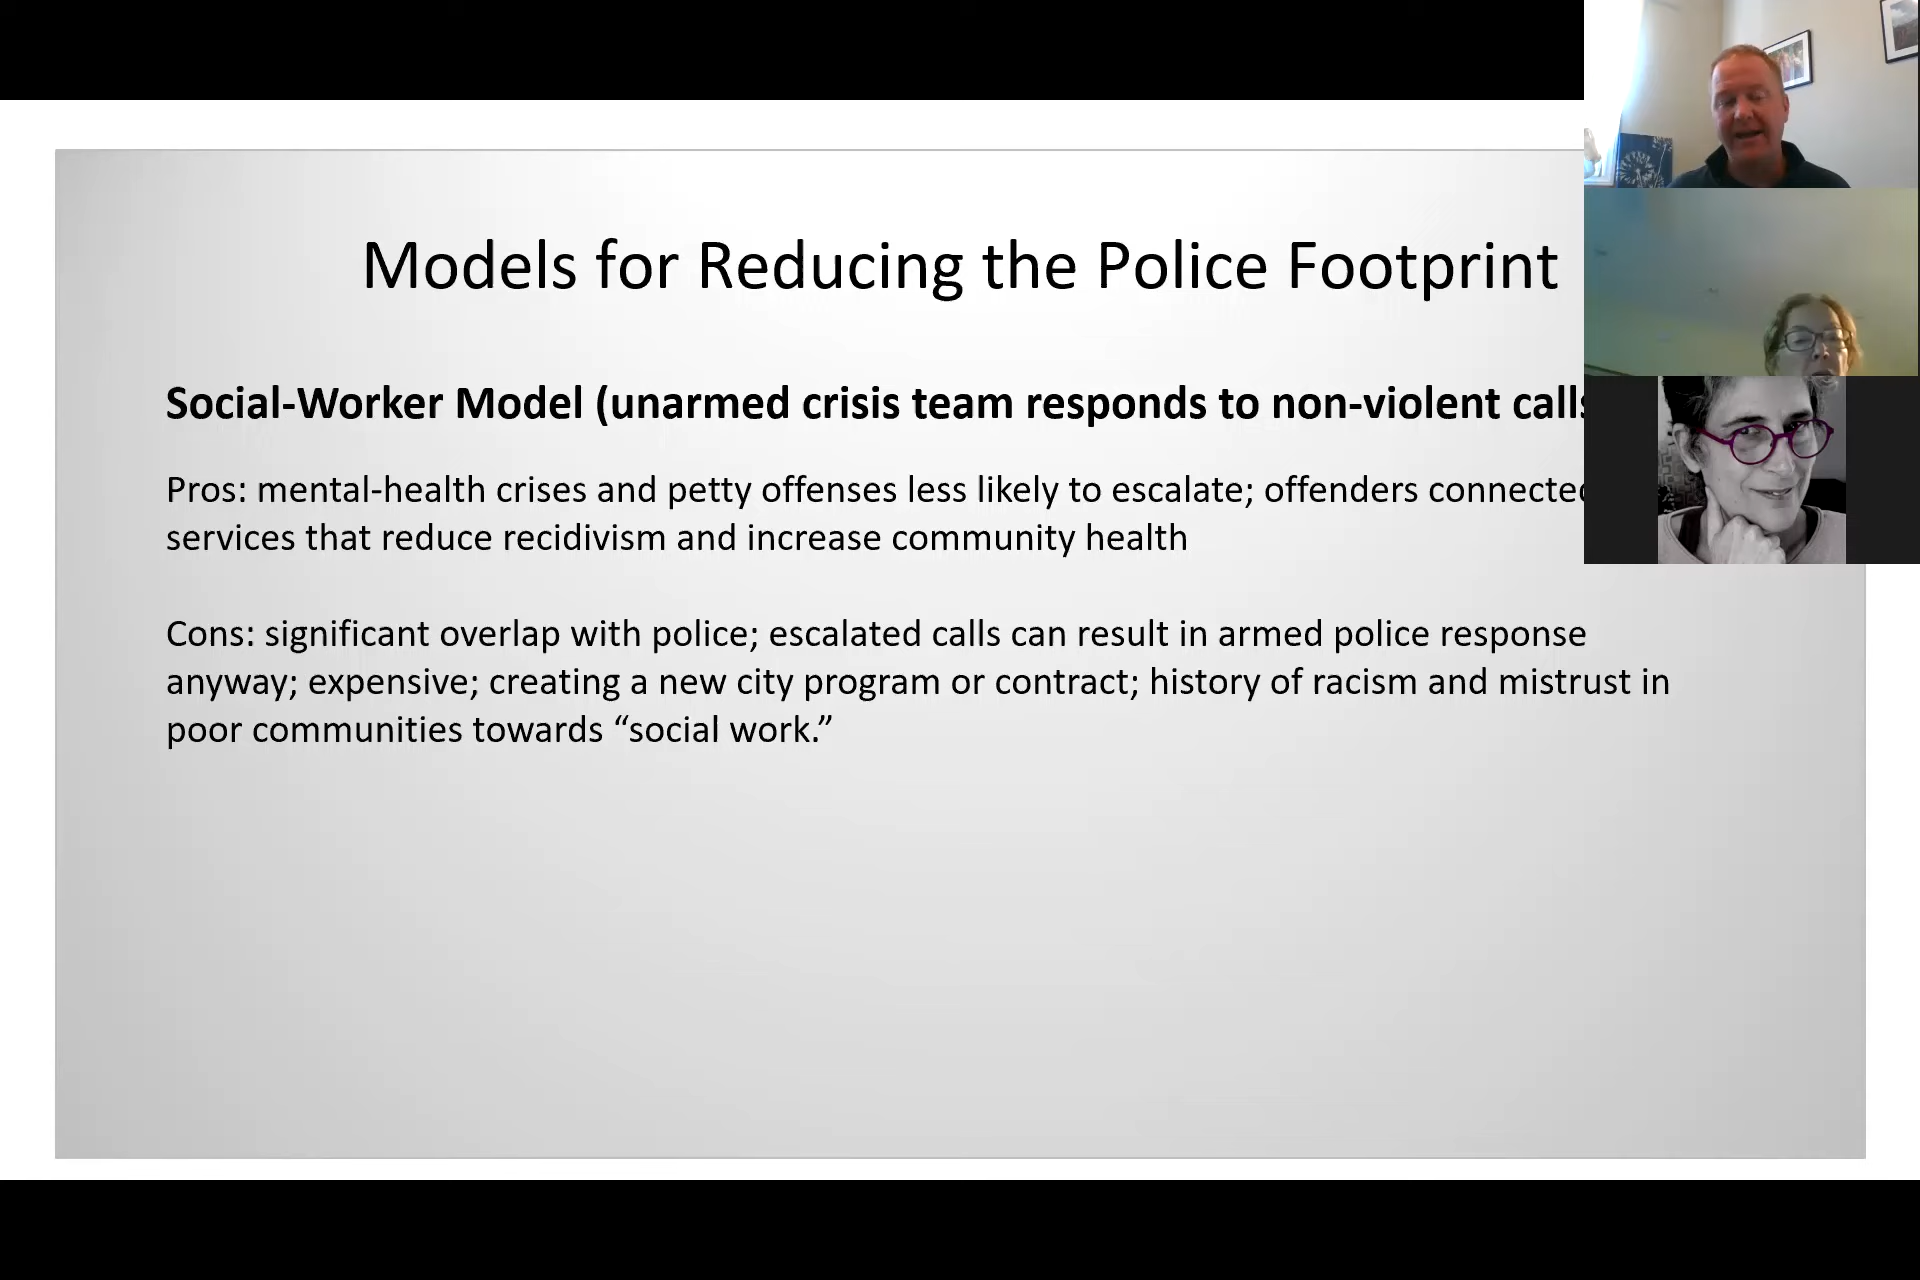 Models for Reducing the Police Footprint
Social-Worker Model (unarmed crisis team responds to non-violent calls
Pros: mental-health crises and petty offenses less likely to escalate; offenders connected
services that reduce recidivism and increase community health
Cons: significant overlap with police; escalated calls can result in armed police response
anyway; expensive; creating a new city program or contract; history of racism and mistrust in
poor communities towards “social work.”